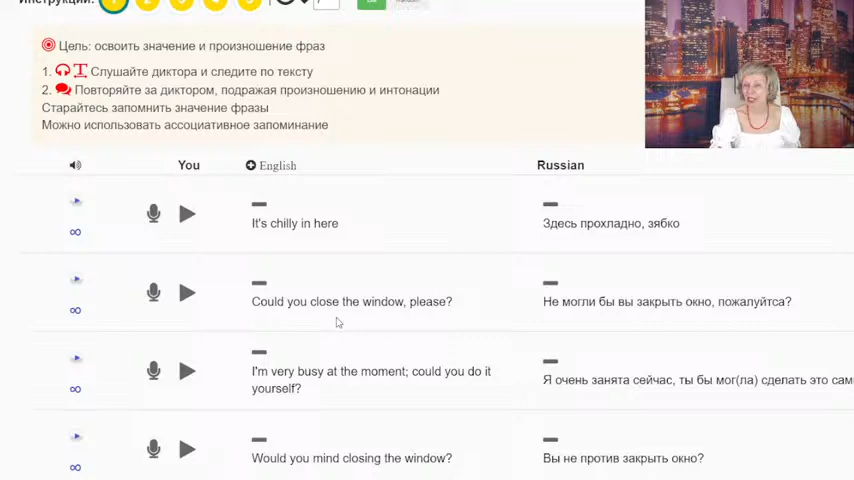 Инструкции:
Цель: освоить значение и произношение фраз
1. Слушайте диктора и следите по тексту
2. Повторяйте за диктором, подражая произношению и интонации
Старайтесь запомнить значение фразы
Можно использовать ассоциативное запоминание
You English Russian
It's chilly in here
Здесь прохладно, зябко
Could you close the window, please?
Не могли бы вы закрыть окно, пожалуйтса?
I'm very busy at the moment; could you do it
yourself?
Я очень занята сейчас, ты бы мог(ла) сделать это сам
Would you mind closing the window?
Вы не против закрыть окно?